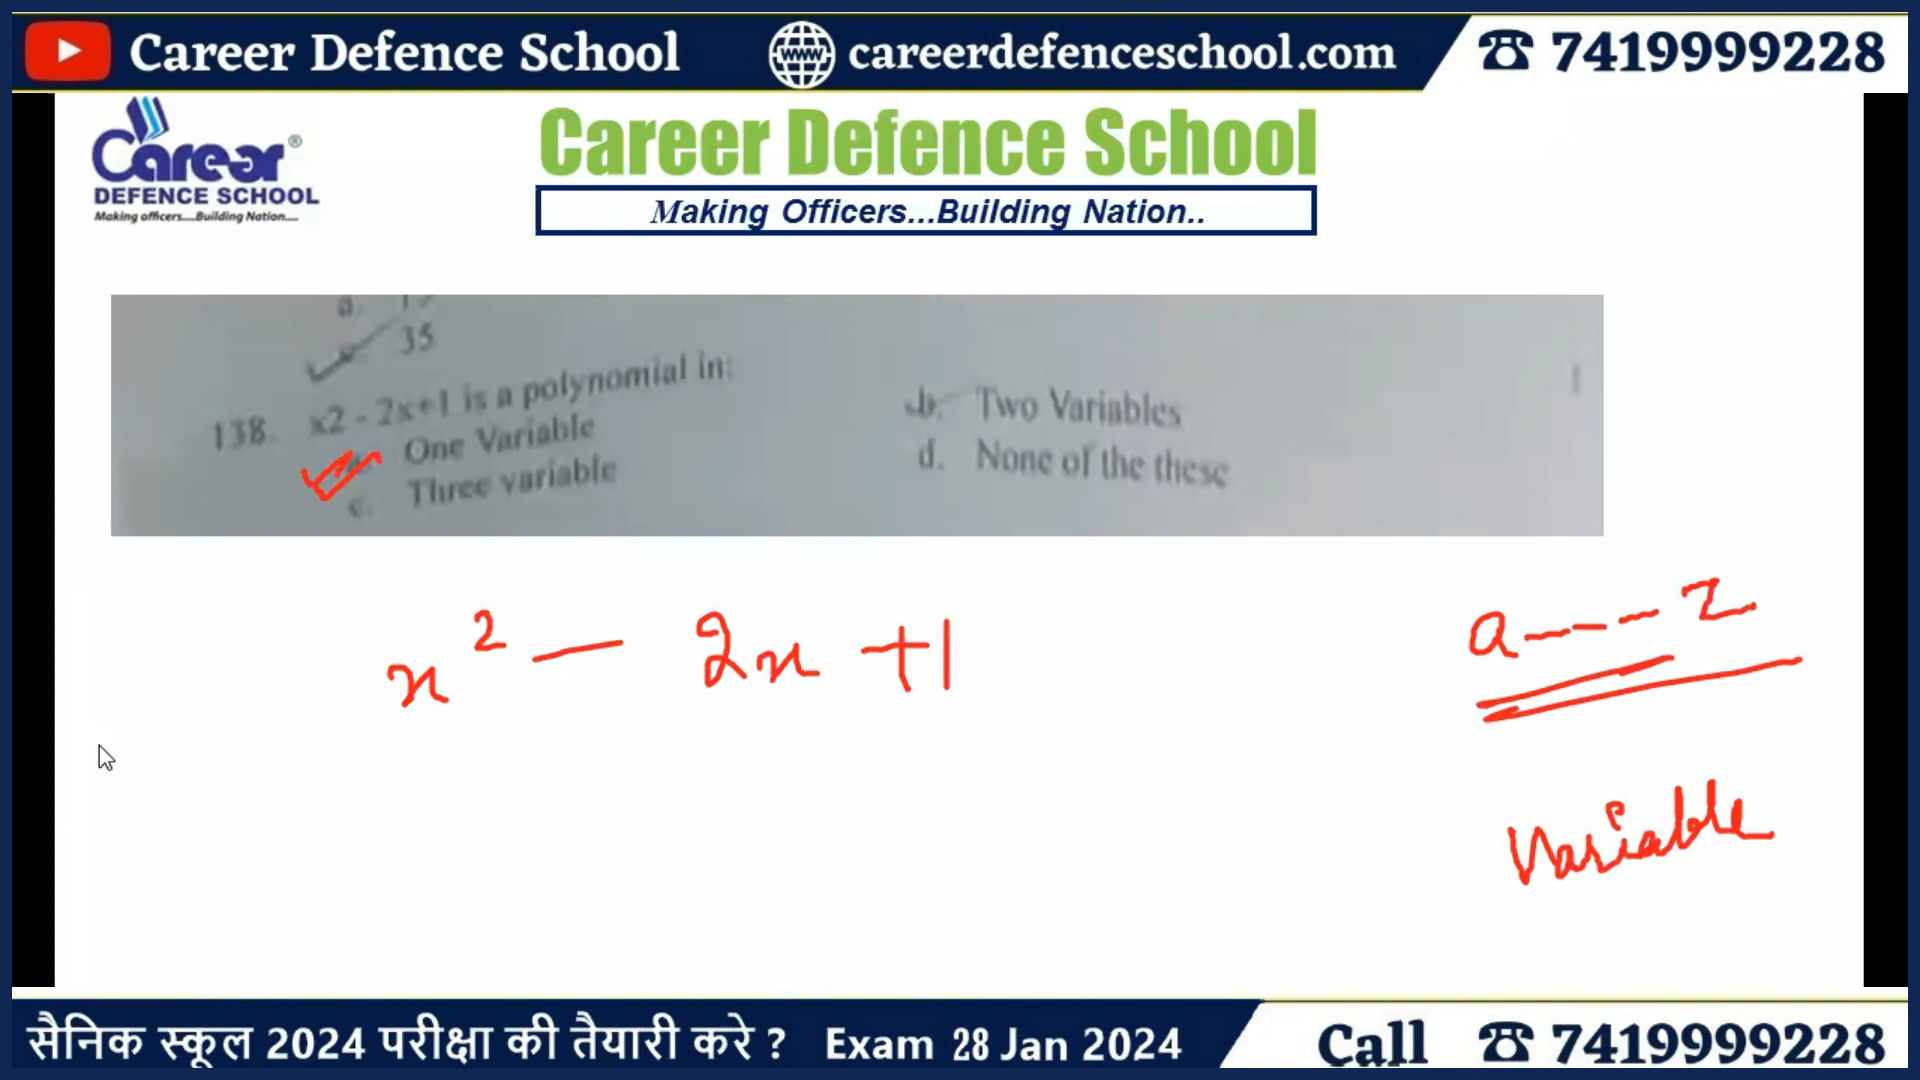 Career Defence School
www
careerdefenceschool.com
☎ 7419999228
Carear®
DEFENCE SCHOOL
Making officers....Building Nation....
Career Defence School
Making Officers...Building Nation..
35
138. x2 - 2x+1 is a polynomial in:
One Variable
b. Two Variables
c. Three variable
d. None of the these
x² - 2x +1
a---- z
Variable
सैनिक स्कूल 2024 परीक्षा की तैयारी करे ? Exam 28 Jan 2024
Call ☎ 7419999228